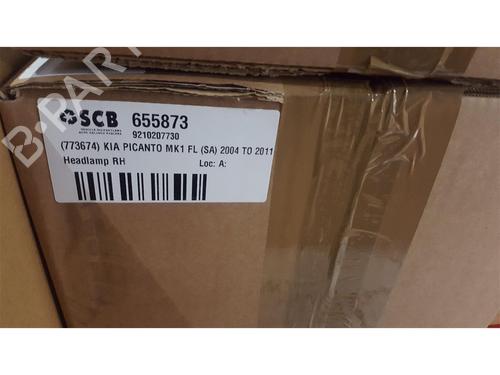 SCB 655873
9210207730
(773674) KIA PICANTO MK1 FL (SA) 2004 TO 2011
Headlamp RH Loc: A:
B-PARTS